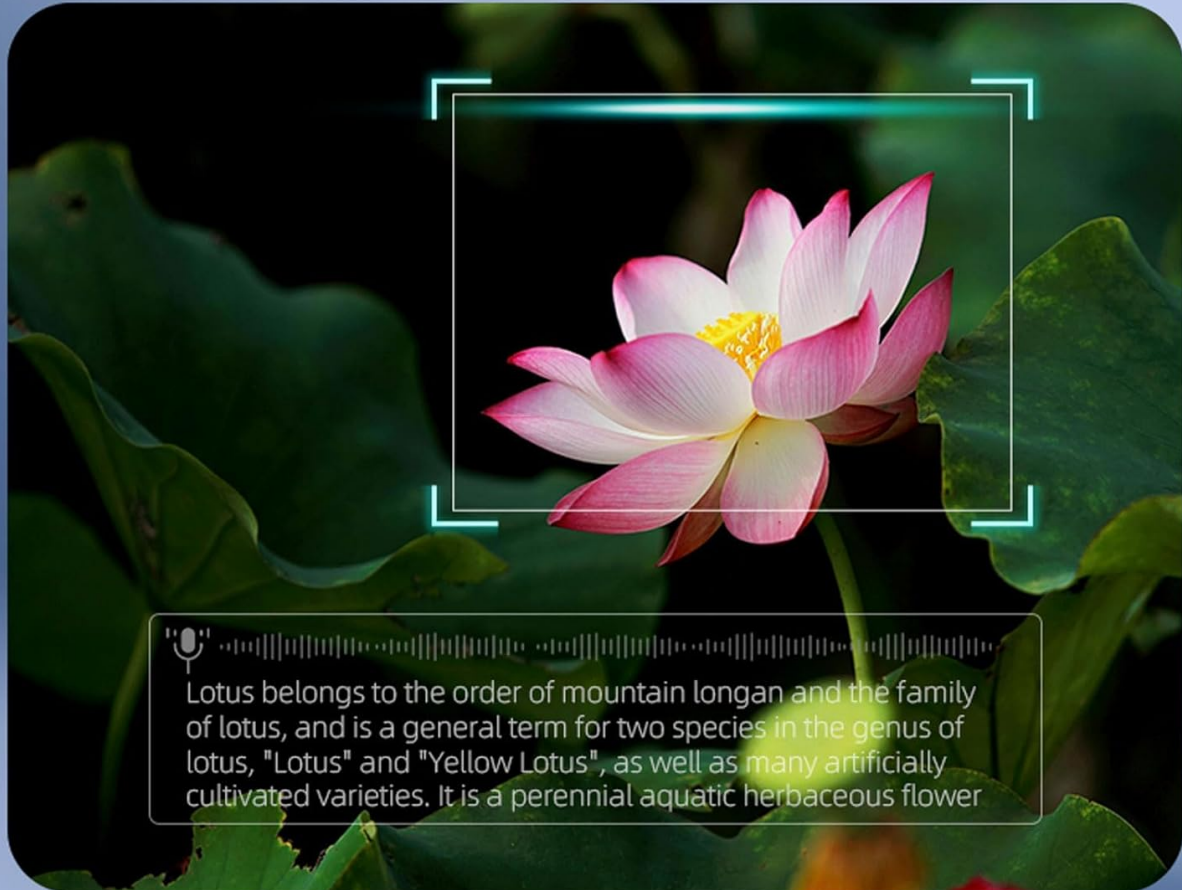 Lotus belongs to the order of mountain longan and the family
of lotus, and is a general term for two species in the genus of
lotus, "Lotus" and "Yellow Lotus", as well as many artificially
cultivated varieties. It is a perennial aquatic herbaceous flower